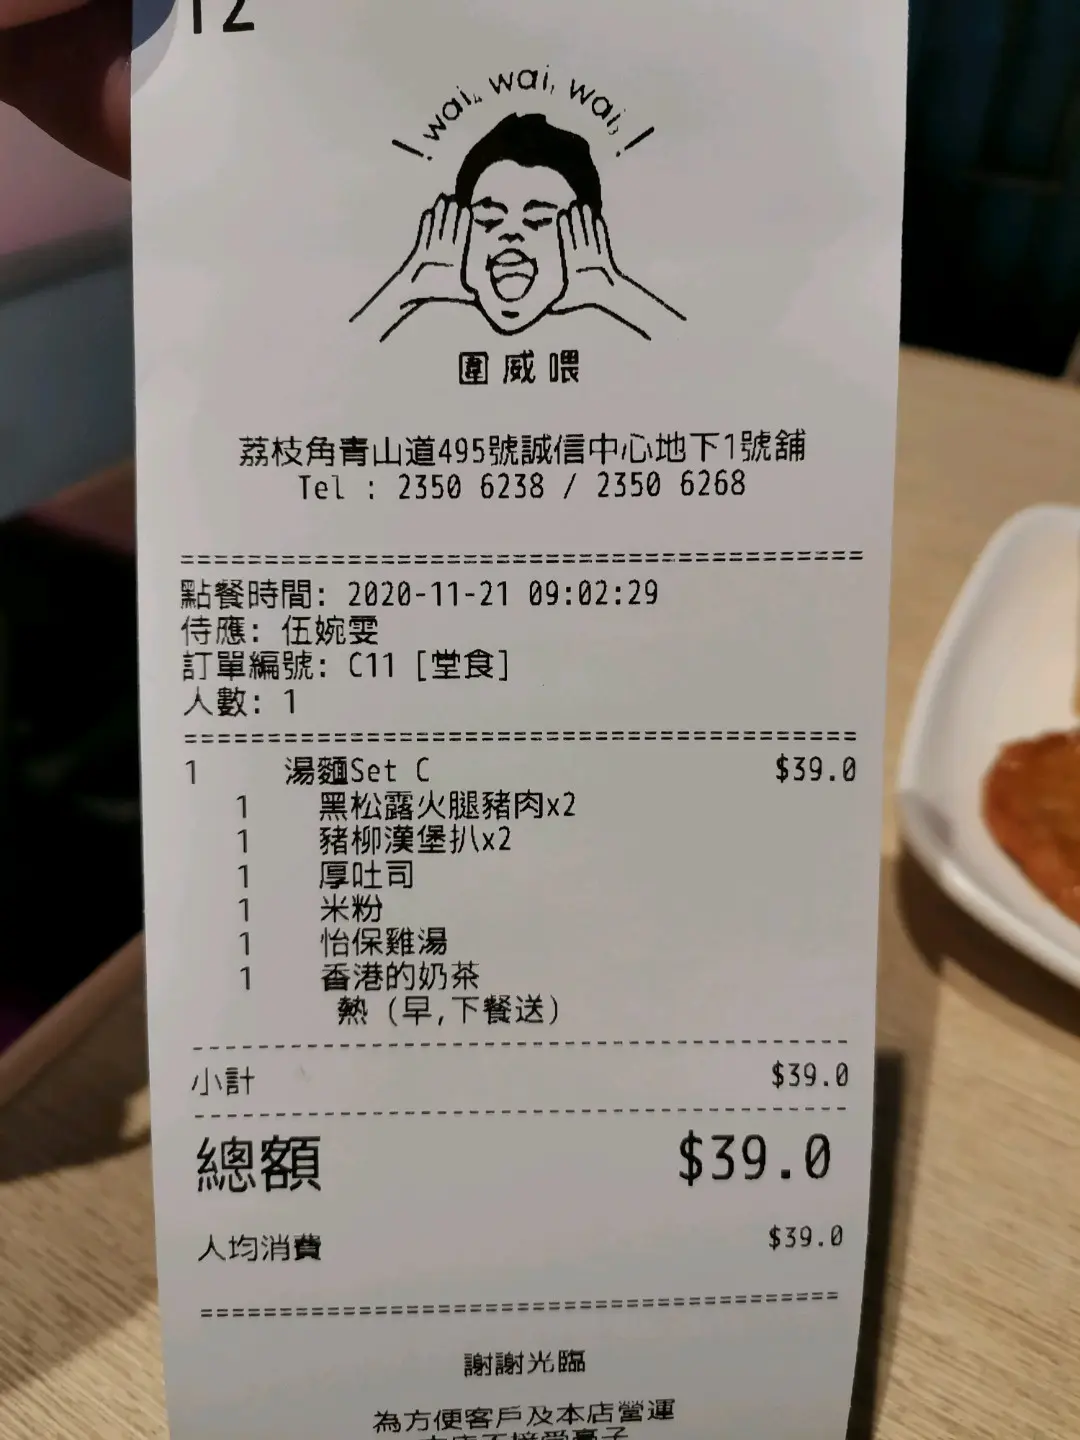 12
wai, wai, wai,
圍威喂
荔枝角青山道495號誠信中心地下1號舖
Tel : 2350 6238 / 2350 6268
點餐時間: 2020-11-21 09:02:29
侍應: 伍婉雯
訂單編號: C11 [堂食]
人數: 1
1 湯麵Set C $39.0
1 黑松露火腿豬肉x2
1 豬柳漢堡扒x2
1 厚吐司
1 米粉
1 怡保雞湯
1 香港的奶茶
熱 (早,下餐送)
小計 $39.0
總額 $39.0
人均消費 $39.0
謝謝光臨
為方便客戶及本店營運